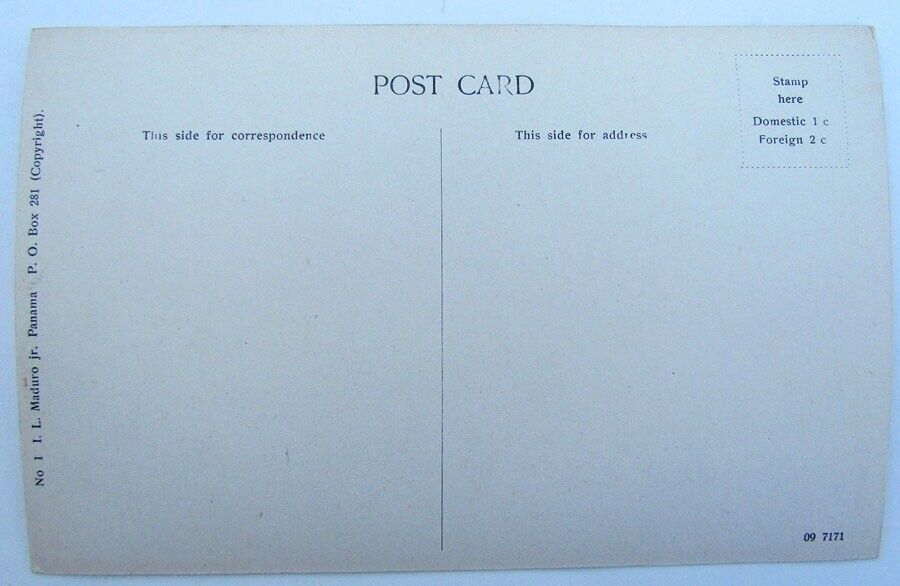 POST CARD
This side for correspondence
This side for address
Stamp
here
Domestic 1 c
Foreign 2 c
No 1 I. L. Maduro jr. Panama P. O. Box 281 (Copyright).
09 7171